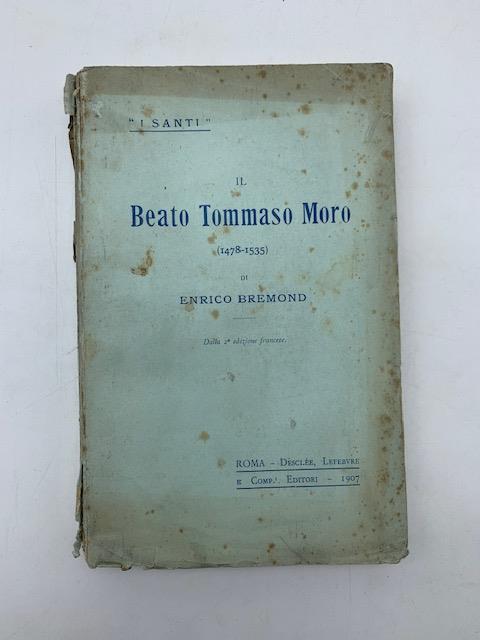 "I SANTI"
IL
Beato Tommaso Moro
(1478-1535)
DI
ENRICO BREMOND
Dalla 2ª edizione francese.
ROMA - Desclée, Lefebvre
e Comp.i Editori - 1907